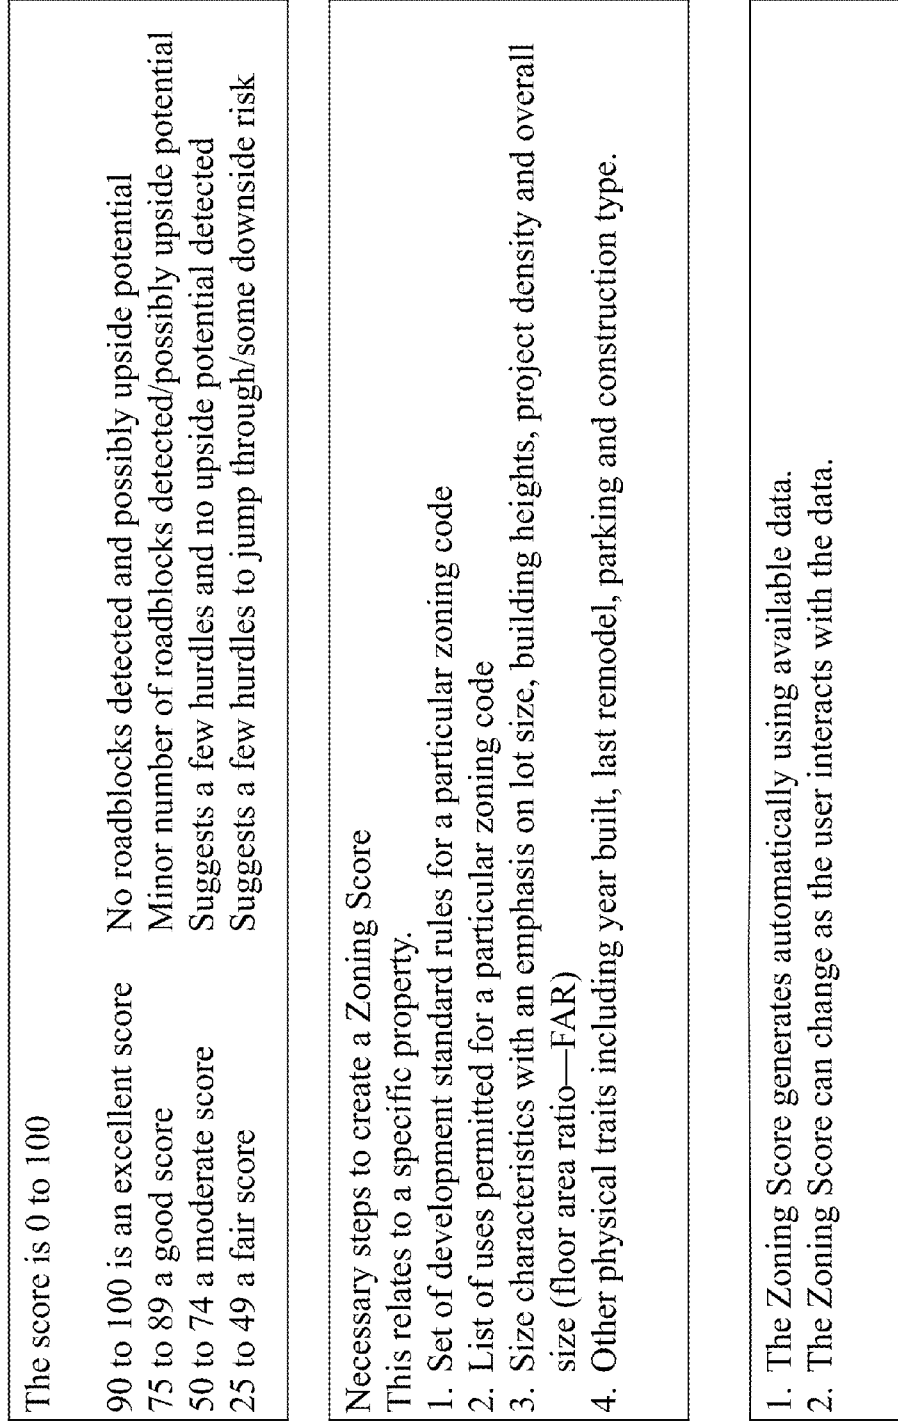 The score is 0 to 100
90 to 100 is an excellent score No roadblocks detected and possibly upside potential
75 to 89 a good score Minor number of roadblocks detected/possibly upside potential
50 to 74 a moderate score Suggests a few hurdles and no upside potential detected
25 to 49 a fair score Suggests a few hurdles to jump through/some downside risk
Necessary steps to create a Zoning Score
This relates to a specific property.
1. Set of development standard rules for a particular zoning code
2. List of uses permitted for a particular zoning code
3. Size characteristics with an emphasis on lot size, building heights, project density and overall
size (floor area ratio—FAR)
4. Other physical traits including year built, last remodel, parking and construction type.
1. The Zoning Score generates automatically using available data.
2. The Zoning Score can change as the user interacts with the data.